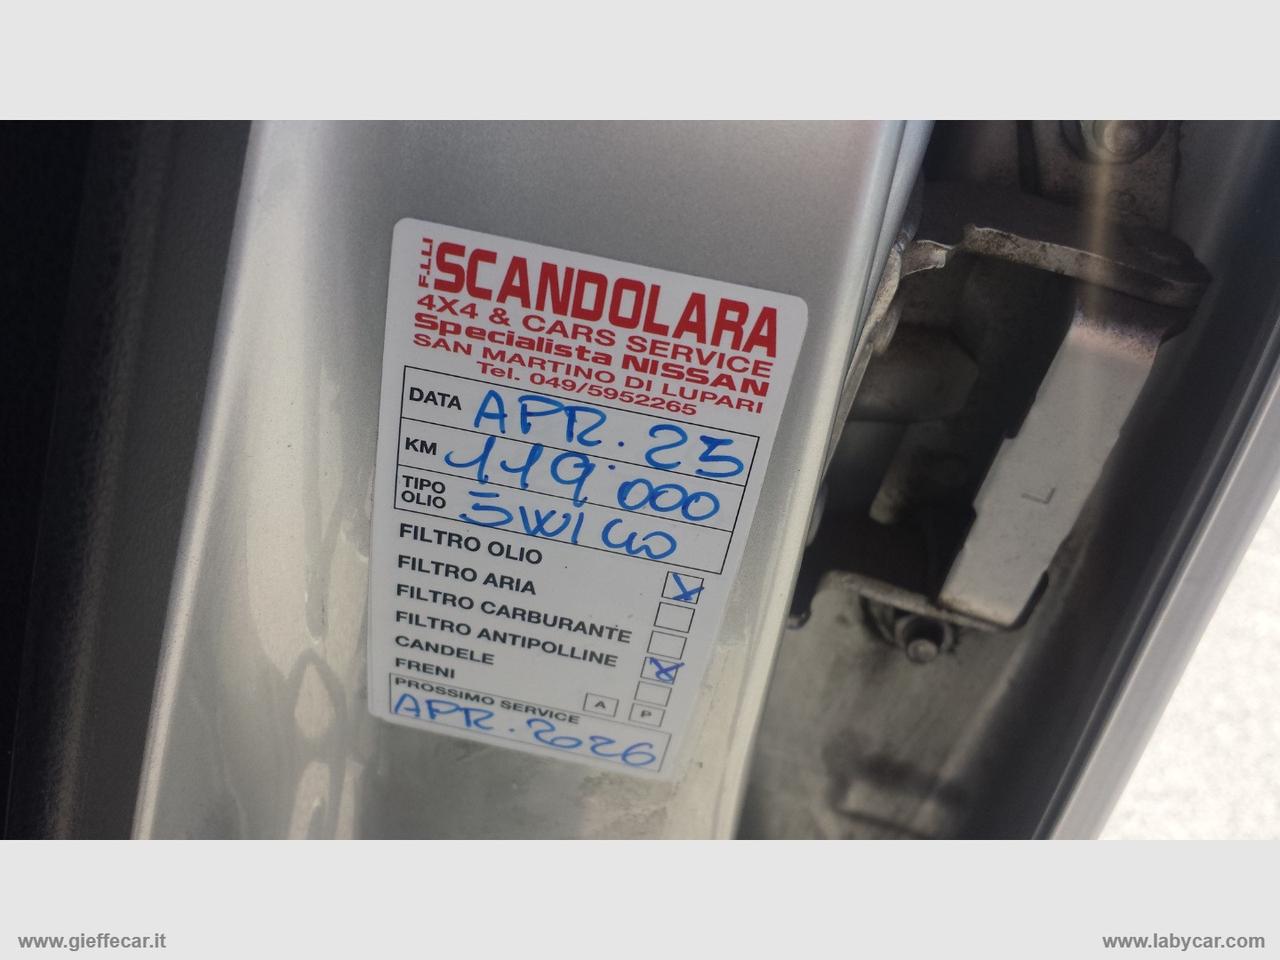 F.LLI SCANDOLARA
4X4 & CARS SERVICE
Specialista NISSAN
SAN MARTINO DI LUPARI
Tel. 049/5952265
DATA APR. 25
KM 119.000
TIPO OLIO 5W
FILTRO OLIO X
FILTRO ARIA
FILTRO CARBURANTE
FILTRO ANTIPOLLINE X
CANDELE
FRENI A P
PROSSIMO SERVICE
APR. 2026
www.gieffecar.it
www.labycar.com
L